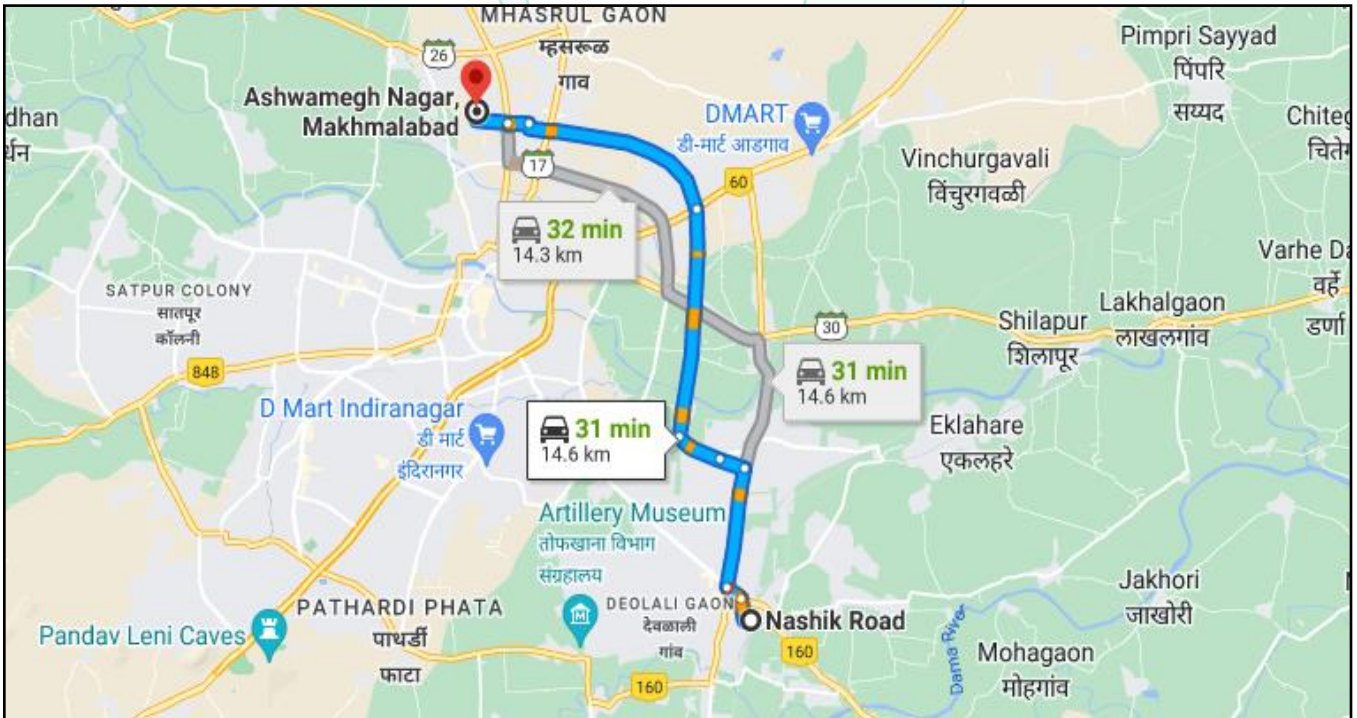 MHASRUL GAON
म्हसरूळ
गाव
26
Ashwamegh Nagar,
Makhmalabad
17
DMART
डी-मार्ट आडगाव
60
Pimpri Sayyad
पिंपरि
सय्यद
dhan
र्धन
Vinchurgavali
विंचुरगवळी
32 min
14.3 km
SATPUR COLONY
सातपूर
कॉलनी
848
30
Shilapur
शिलापूर
Lakhalgaon
लाखलगांव
Varhe Da
वर्हे
डर्णा
31 min
14.6 km
D Mart Indiranagar
डी मार्ट
इंदिरानगर
31 min
14.6 km
Eklahare
एकलहरे
Artillery Museum
तोफखाना विभाग
संग्रहालय
PATHARDI PHATA
पाथर्डी
फाटा
Pandav Leni Caves
DEOLALI GAON
देवळाली
गांव
Nashik Road
160
160
Darna River
Jakhori
जाखोरी
Mohagaon
मोहगांव